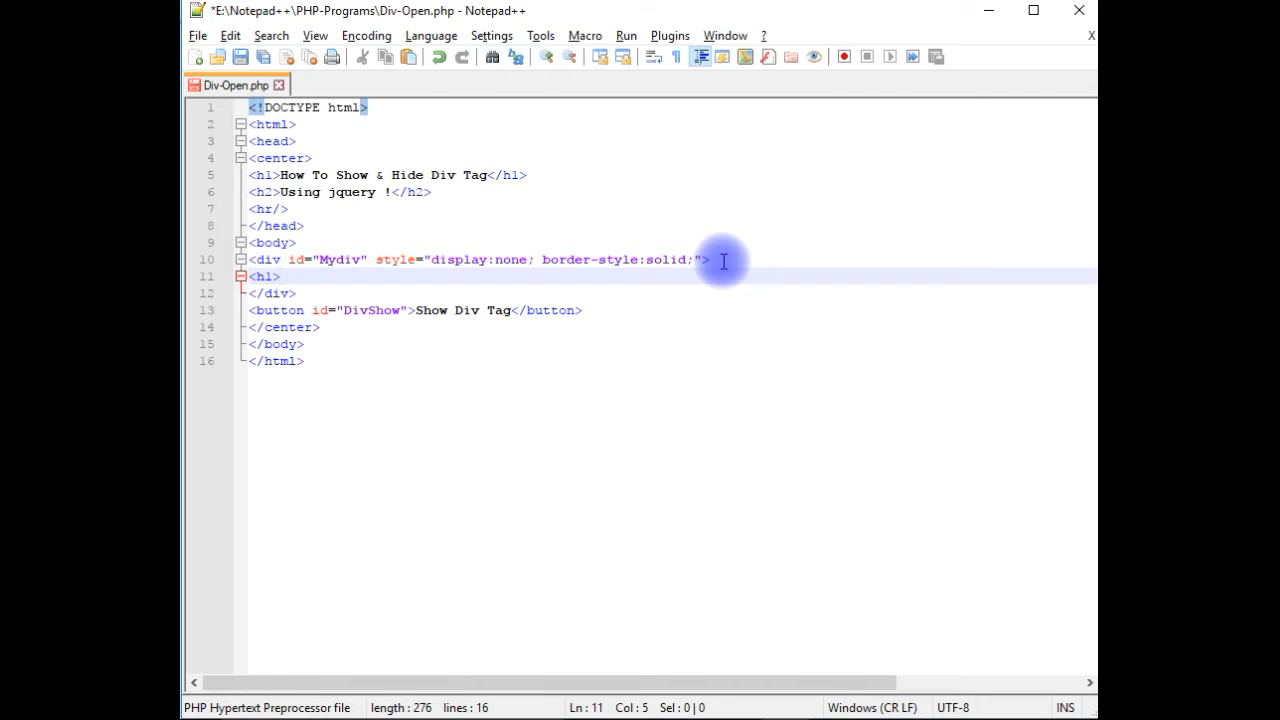 *E:\Notepad++\PHP-Programs\Div-Open.php - Notepad++
File Edit Search View Encoding Language Settings Tools Macro Run Plugins Window ? X
Div-Open.php
1 <!DOCTYPE html>
2 <html>
3 <head>
4 <center>
5 <h1>How To Show & Hide Div Tag</h1>
6 <h2>Using jquery !</h2>
7 <hr/>
8 </head>
9 <body>
10 <div id="Mydiv" style="display:none; border-style:solid;">
11 <h1>
12 </div>
13 <button id="DivShow">Show Div Tag</button>
14 </center>
15 </body>
16 </html>
PHP Hypertext Preprocessor file length : 276 lines : 16 Ln : 11 Col : 5 Sel : 0 | 0 Windows (CR LF) UTF-8 INS